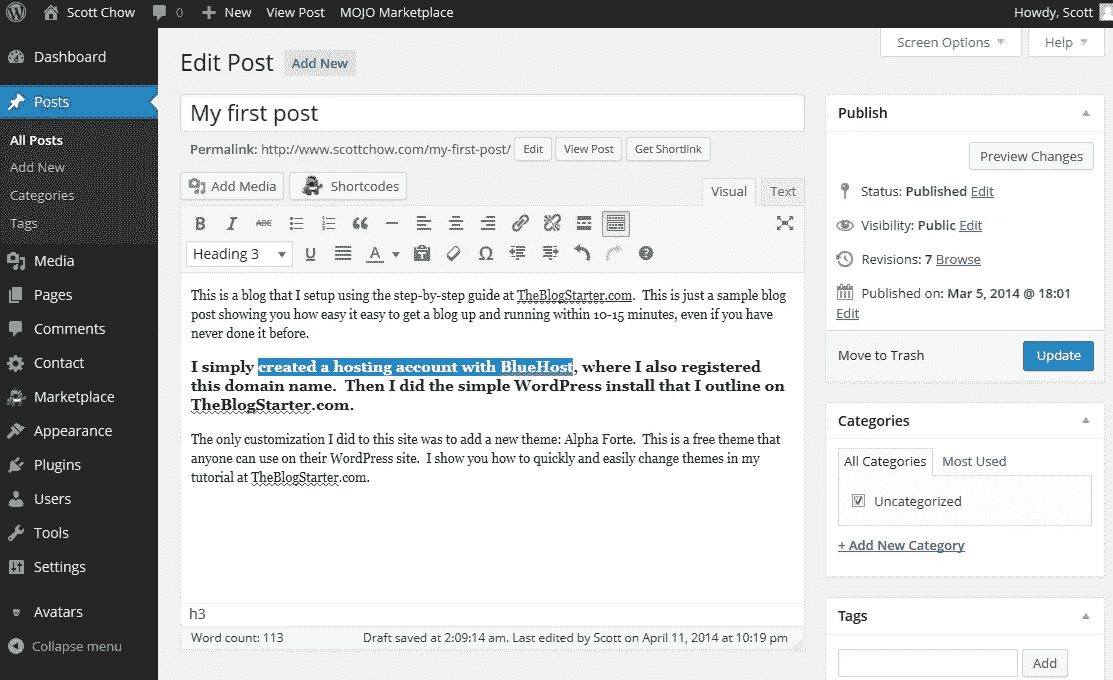 Scott Chow 0 New View Post MOJO Marketplace Howdy, Scott
Dashboard
Posts
All Posts
Add New
Categories
Tags
Media
Pages
Comments
Contact
Marketplace
Appearance
Plugins
Users
Tools
Settings
Avatars
Collapse menu
Screen Options Help
Edit Post Add New
My first post
Permalink: http://www.scottchow.com/my-first-post/ Edit View Post Get Shortlink
Add Media Shortcodes
Visual Text
B I ABC
Heading 3 U A
This is a blog that I setup using the step-by-step guide at TheBlogStarter.com. This is just a sample blog
post showing you how easy it easy to get a blog up and running within 10-15 minutes, even if you have
never done it before.
I simply created a hosting account with BlueHost, where I also registered
this domain name. Then I did the simple WordPress install that I outline on
TheBlogStarter.com.
The only customization I did to this site was to add a new theme: Alpha Forte. This is a free theme that
anyone can use on their WordPress site. I show you how to quickly and easily change themes in my
tutorial at TheBlogStarter.com.
h3
Word count: 113 Draft saved at 2:09:14 am. Last edited by Scott on April 11, 2014 at 10:19 pm
Publish
Preview Changes
Status: Published Edit
Visibility: Public Edit
Revisions: 7 Browse
Published on: Mar 5, 2014 @ 18:01
Edit
Move to Trash Update
Categories
All Categories Most Used
Uncategorized
+ Add New Category
Tags
Add